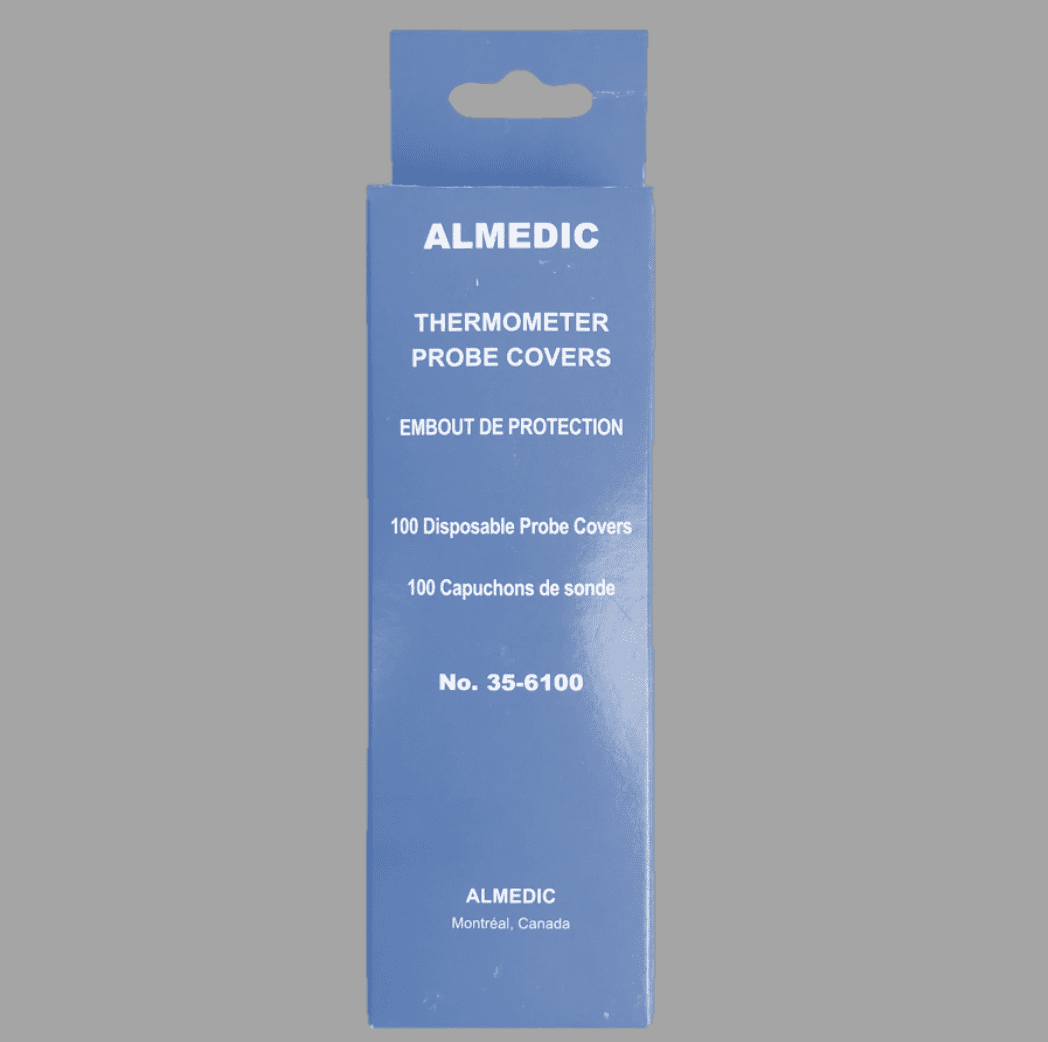 ALMEDIC
THERMOMETER
PROBE COVERS
EMBOUT DE PROTECTION
100 Disposable Probe Covers
100 Capuchons de sonde
No. 35-6100
ALMEDIC
Montréal, Canada